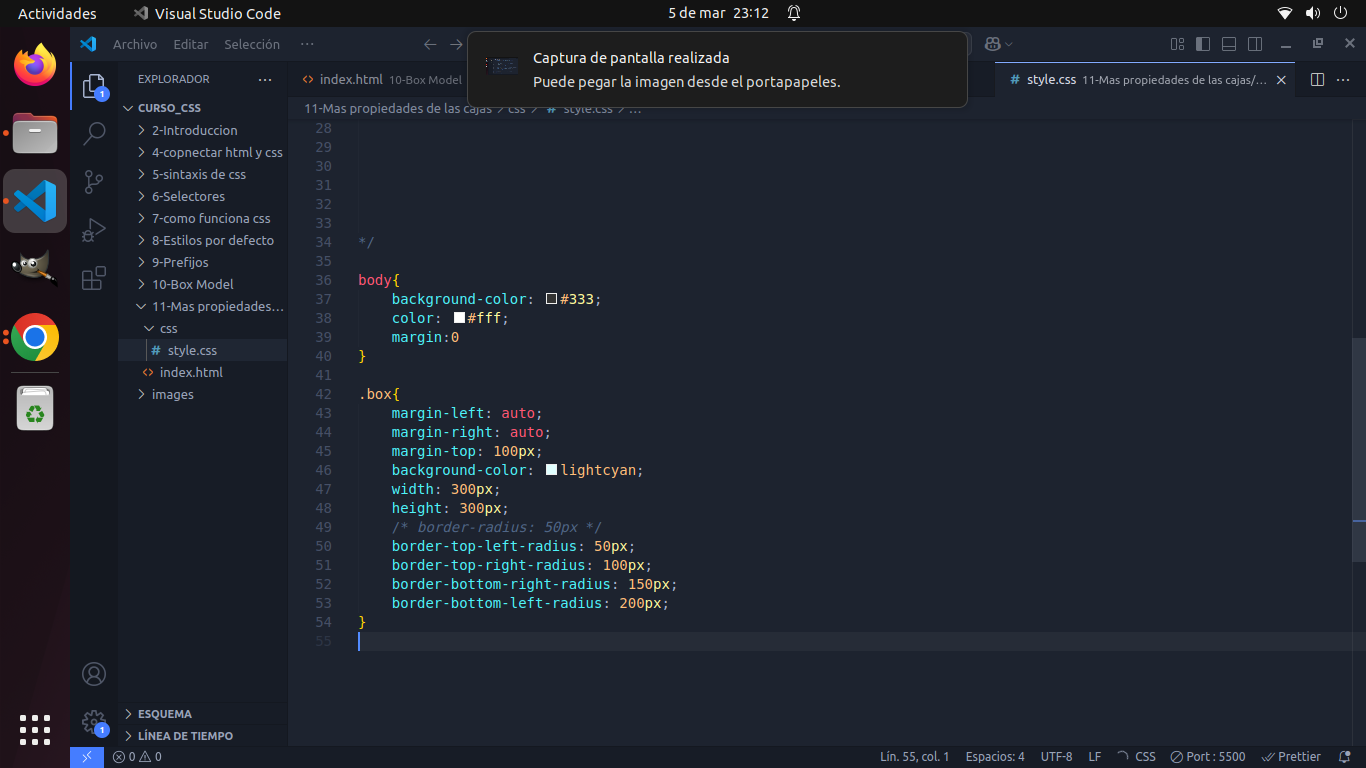 Actividades
Visual Studio Code
5 de mar 23:12
Archivo Editar Selección ···
Captura de pantalla realizada
Puede pegar la imagen desde el portapapeles.
EXPLORADOR ···
index.html 10-Box Model
# style.css 11-Mas propiedades de las cajas/...
11-Mas propiedades de las cajas > css > # style.css > ...
CURSO_CSS
2-Introduccion
4-copnectar html y css
5-sintaxis de css
6-Selectores
7-como funciona css
8-Estilos por defecto
9-Prefijos
10-Box Model
11-Mas propiedades...
css
# style.css
index.html
images
1
28
29
30
31
32
33
34 */
35
36 body{
37 background-color: #333;
38 color: #fff;
39 margin:0
40 }
41
42 .box{
43 margin-left: auto;
44 margin-right: auto;
45 margin-top: 100px;
46 background-color: lightcyan;
47 width: 300px;
48 height: 300px;
49 /* border-radius: 50px */
50 border-top-left-radius: 50px;
51 border-top-right-radius: 100px;
52 border-bottom-right-radius: 150px;
53 border-bottom-left-radius: 200px;
54 }
55
ESQUEMA
LÍNEA DE TIEMPO
1
0 0
Lín. 55, col. 1 Espacios: 4 UTF-8 LF CSS Port : 5500 Prettier